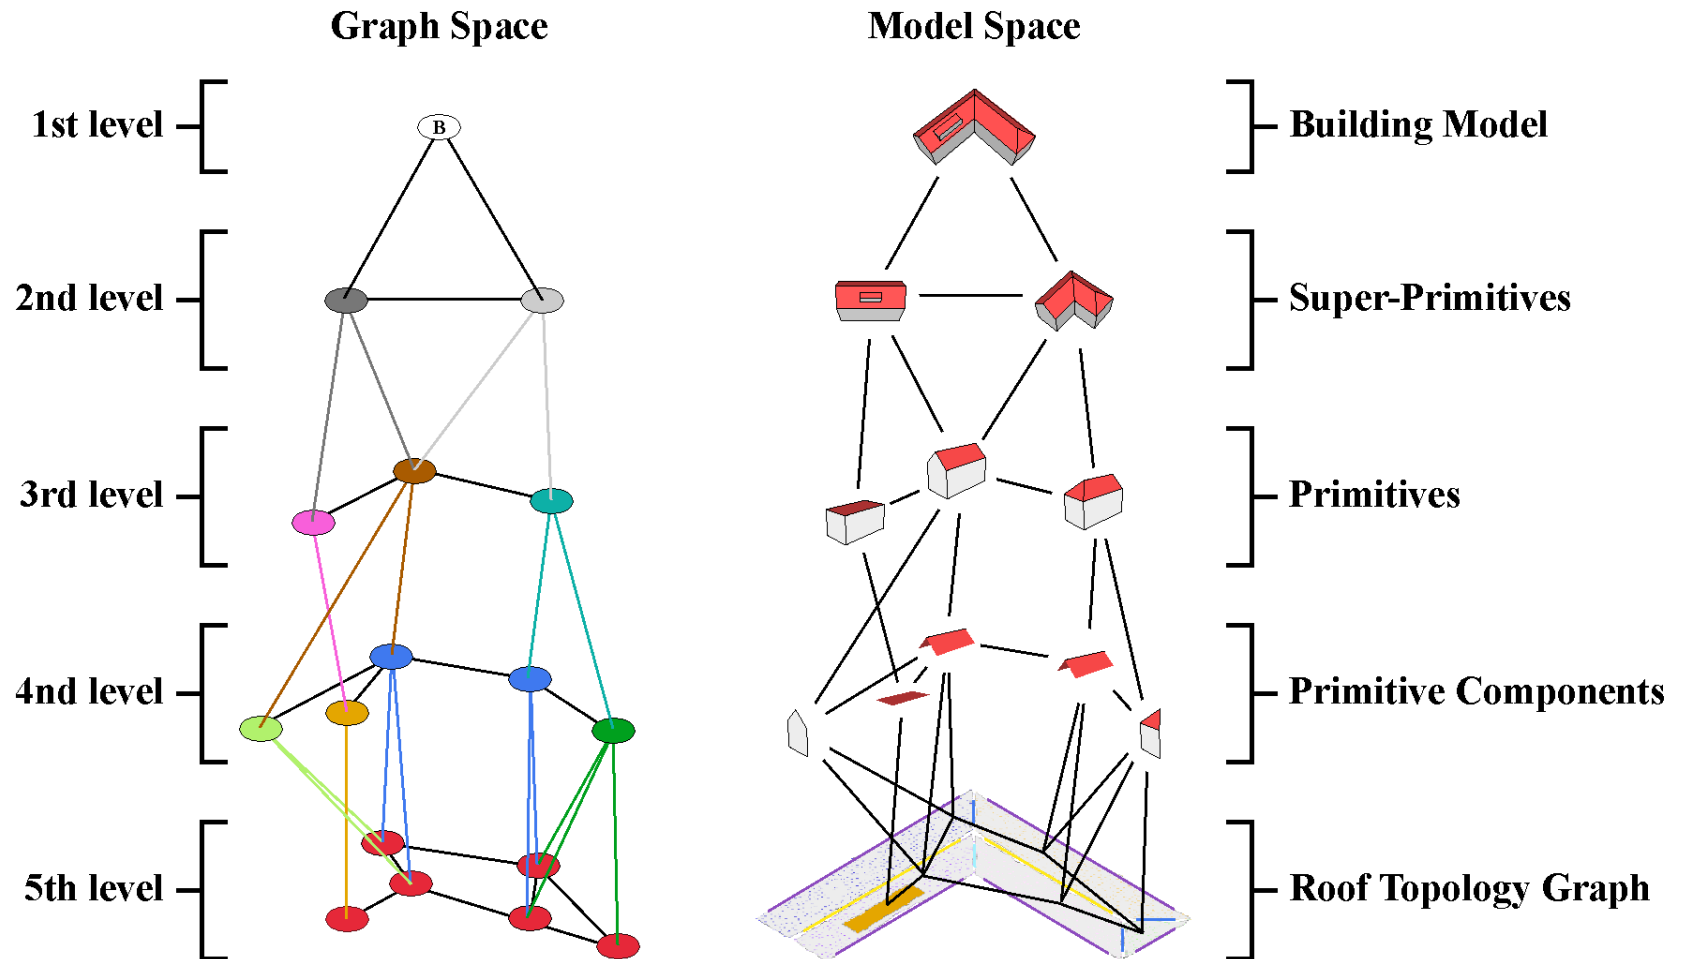 Graph Space
Model Space
1st level
B
Building Model
2nd level
Super-Primitives
3rd level
Primitives
4nd level
Primitive Components
5th level
Roof Topology Graph